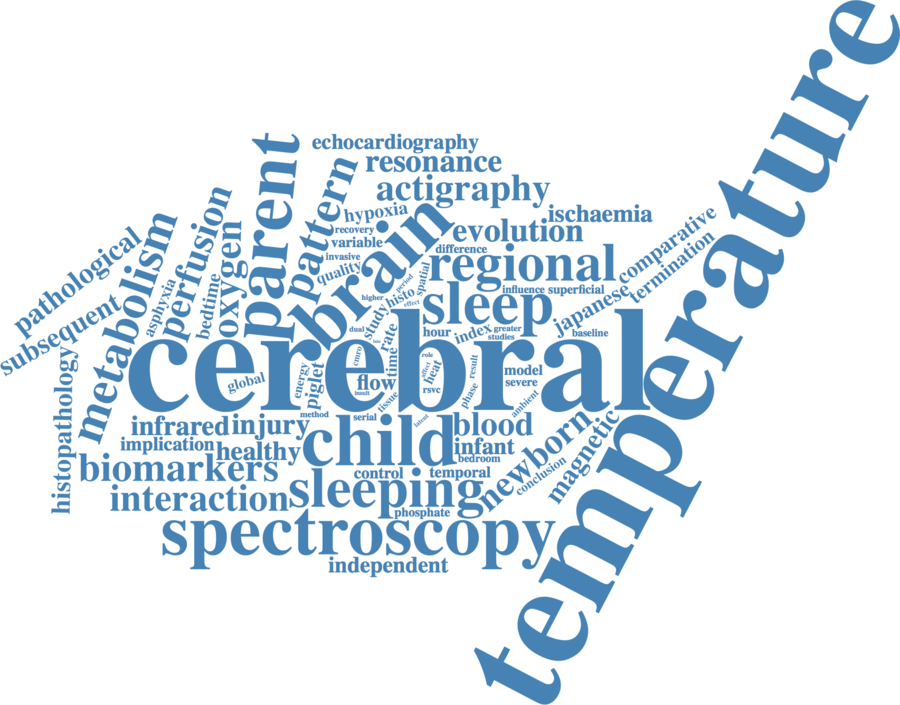 temperature
echocardiography
resonance
actigraphy
parent
pattern
hypoxia
brain
ischaemia
evolution
recovery
variable
difference
comparative
termination
perfusion
oxygen
metabolism
pathological
subsequent
asphyxia
bedtime
invasive
quality
regional
spatial
period
influence
superficial
japanese
higher
histo
effect
sleep
study
dual
rate
hour
index
greater
studies
baseline
cerebral
time
cmro
role
heat
result
model
severe
global
energy
piglet
flow
insult
rsvc
phase
ambient
histopathology
tissue
method
serial
latent
infrared
injury
child
blood
newborn
magnetic
implication
healthy
infant
bedroom
conclusion
biomarkers
control
temporal
interaction
sleeping
phosphate
spectroscopy
independent